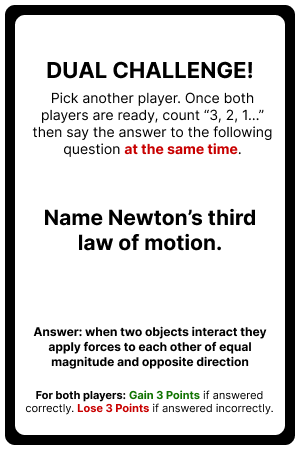 DUAL CHALLENGE!
Pick another player. Once both
players are ready, count “3, 2, 1...”
then say the answer to the following
question at the same time.
Name Newton’s third
law of motion.
Answer: when two objects interact they
apply forces to each other of equal
magnitude and opposite direction
For both players: Gain 3 Points if answered
correctly. Lose 3 Points if answered incorrectly.